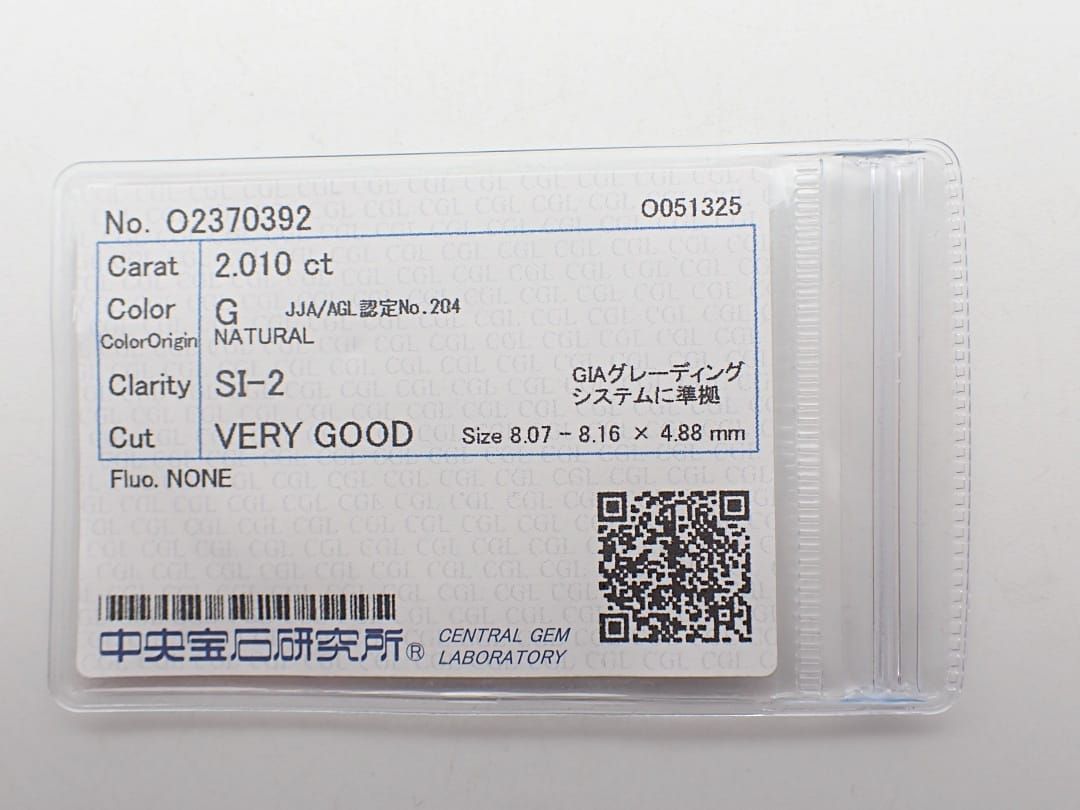 No. O2370392
O051325
Carat 2.010 ct
Color G JJA/AGL認定No.204
ColorOrigin NATURAL
Clarity SI-2
GIAグレーディング
システムに準拠
Cut VERY GOOD Size 8.07 - 8.16 × 4.88 mm
Fluo. NONE
中央宝石研究所® CENTRAL GEM
LABORATORY